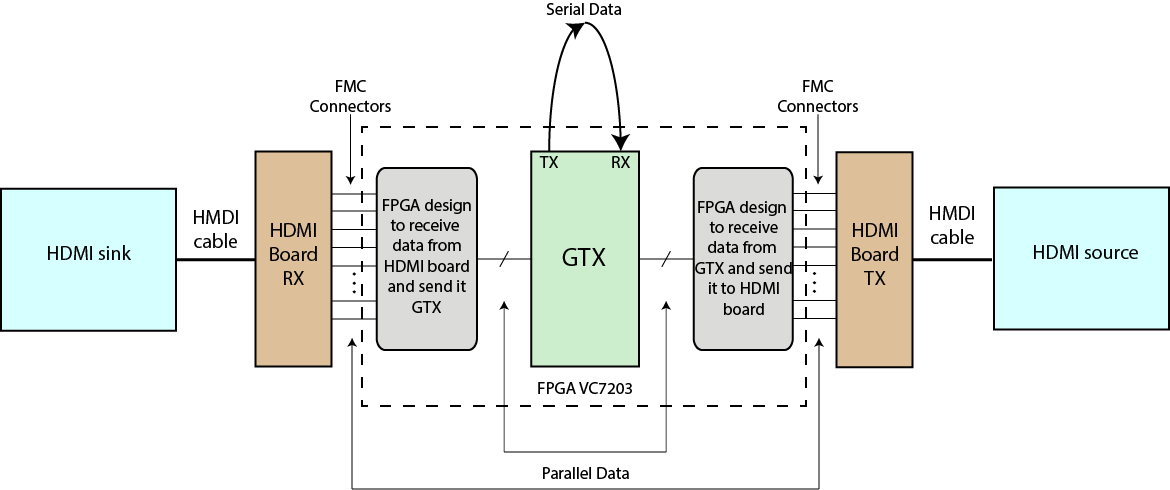 Serial Data
FMC
Connectors
FMC
Connectors
TX
RX
HMDI
cable
HDMI sink
HDMI
Board
RX
FPGA design
to receive
data from
HDMI board
and send it
GTX
GTX
FPGA design
to receive
data from
GTX and send
it to HDMI
board
HDMI
Board
TX
HMDI
cable
HDMI source
FPGA VC7203
Parallel Data